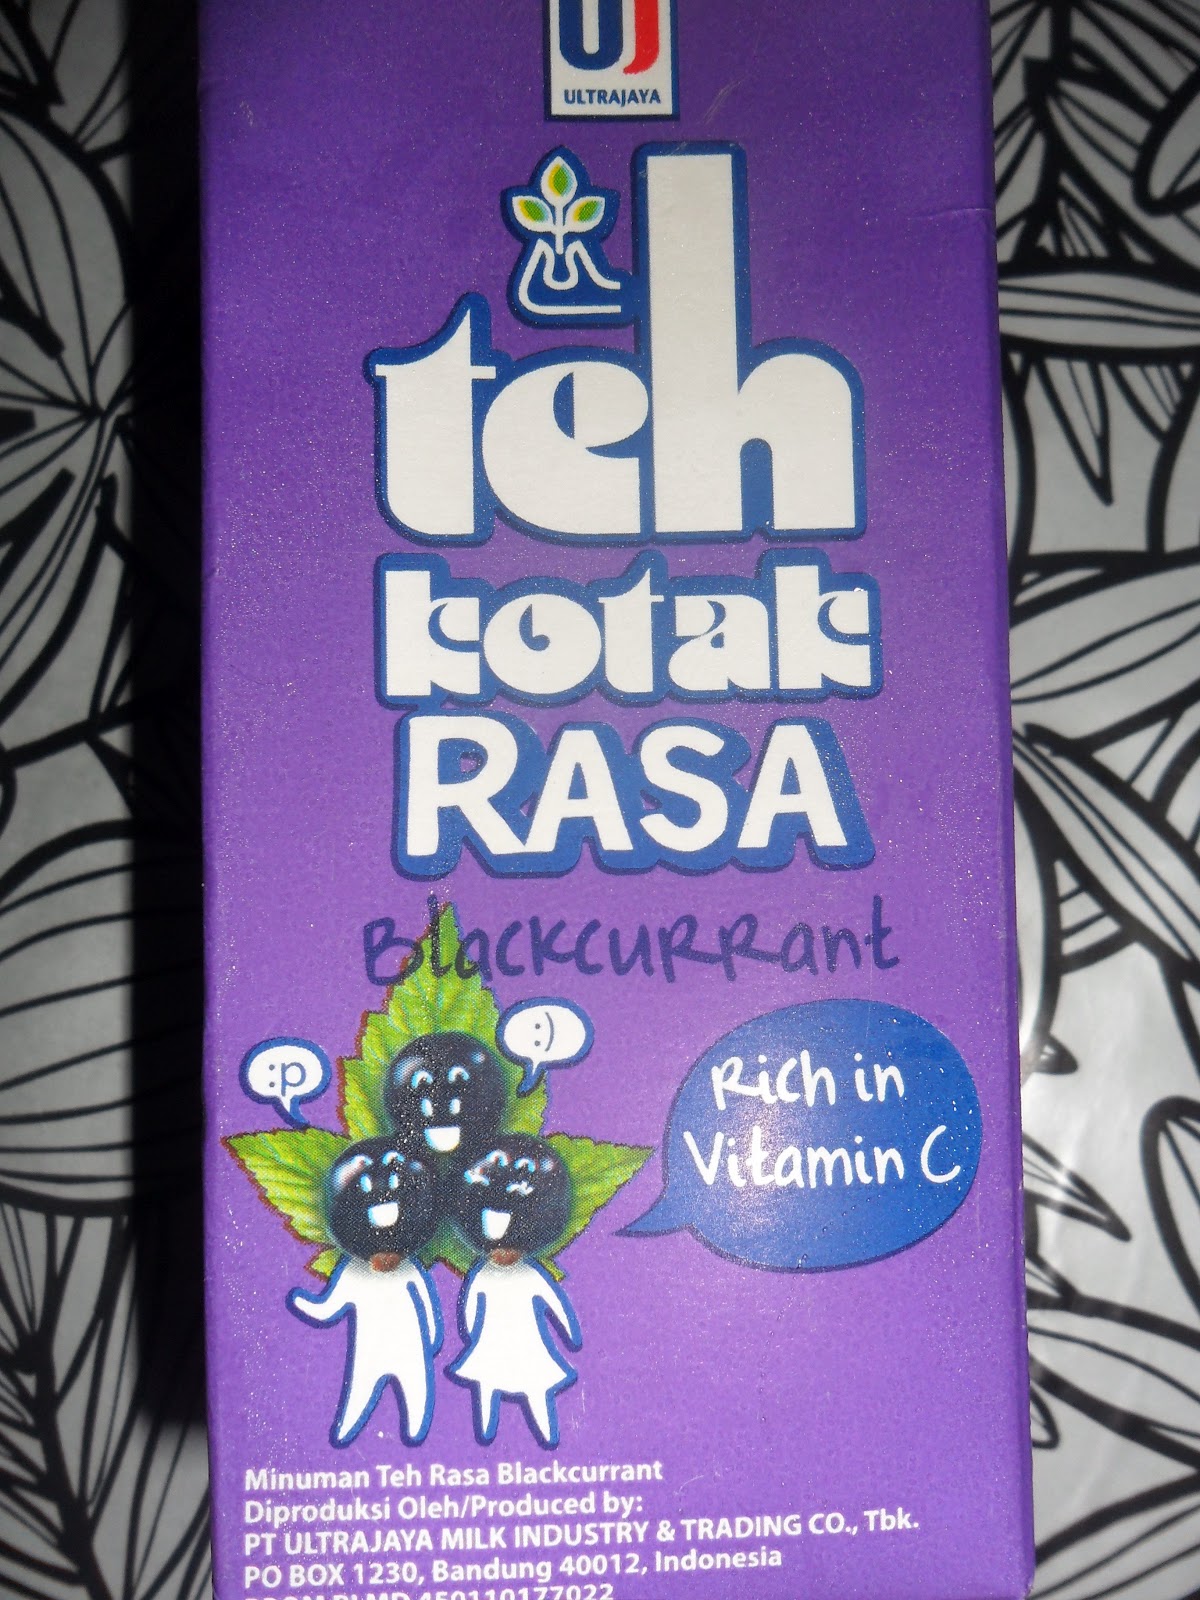 UJ
ULTRAJAYA
teh
kotak
RASA
Blackcurrant
:)
:p
Rich in
Vitamin C
Minuman Teh Rasa Blackcurrant
Diproduksi Oleh/Produced by:
PT ULTRAJAYA MILK INDUSTRY & TRADING CO., Tbk.
PO BOX 1230, Bandung 40012, Indonesia